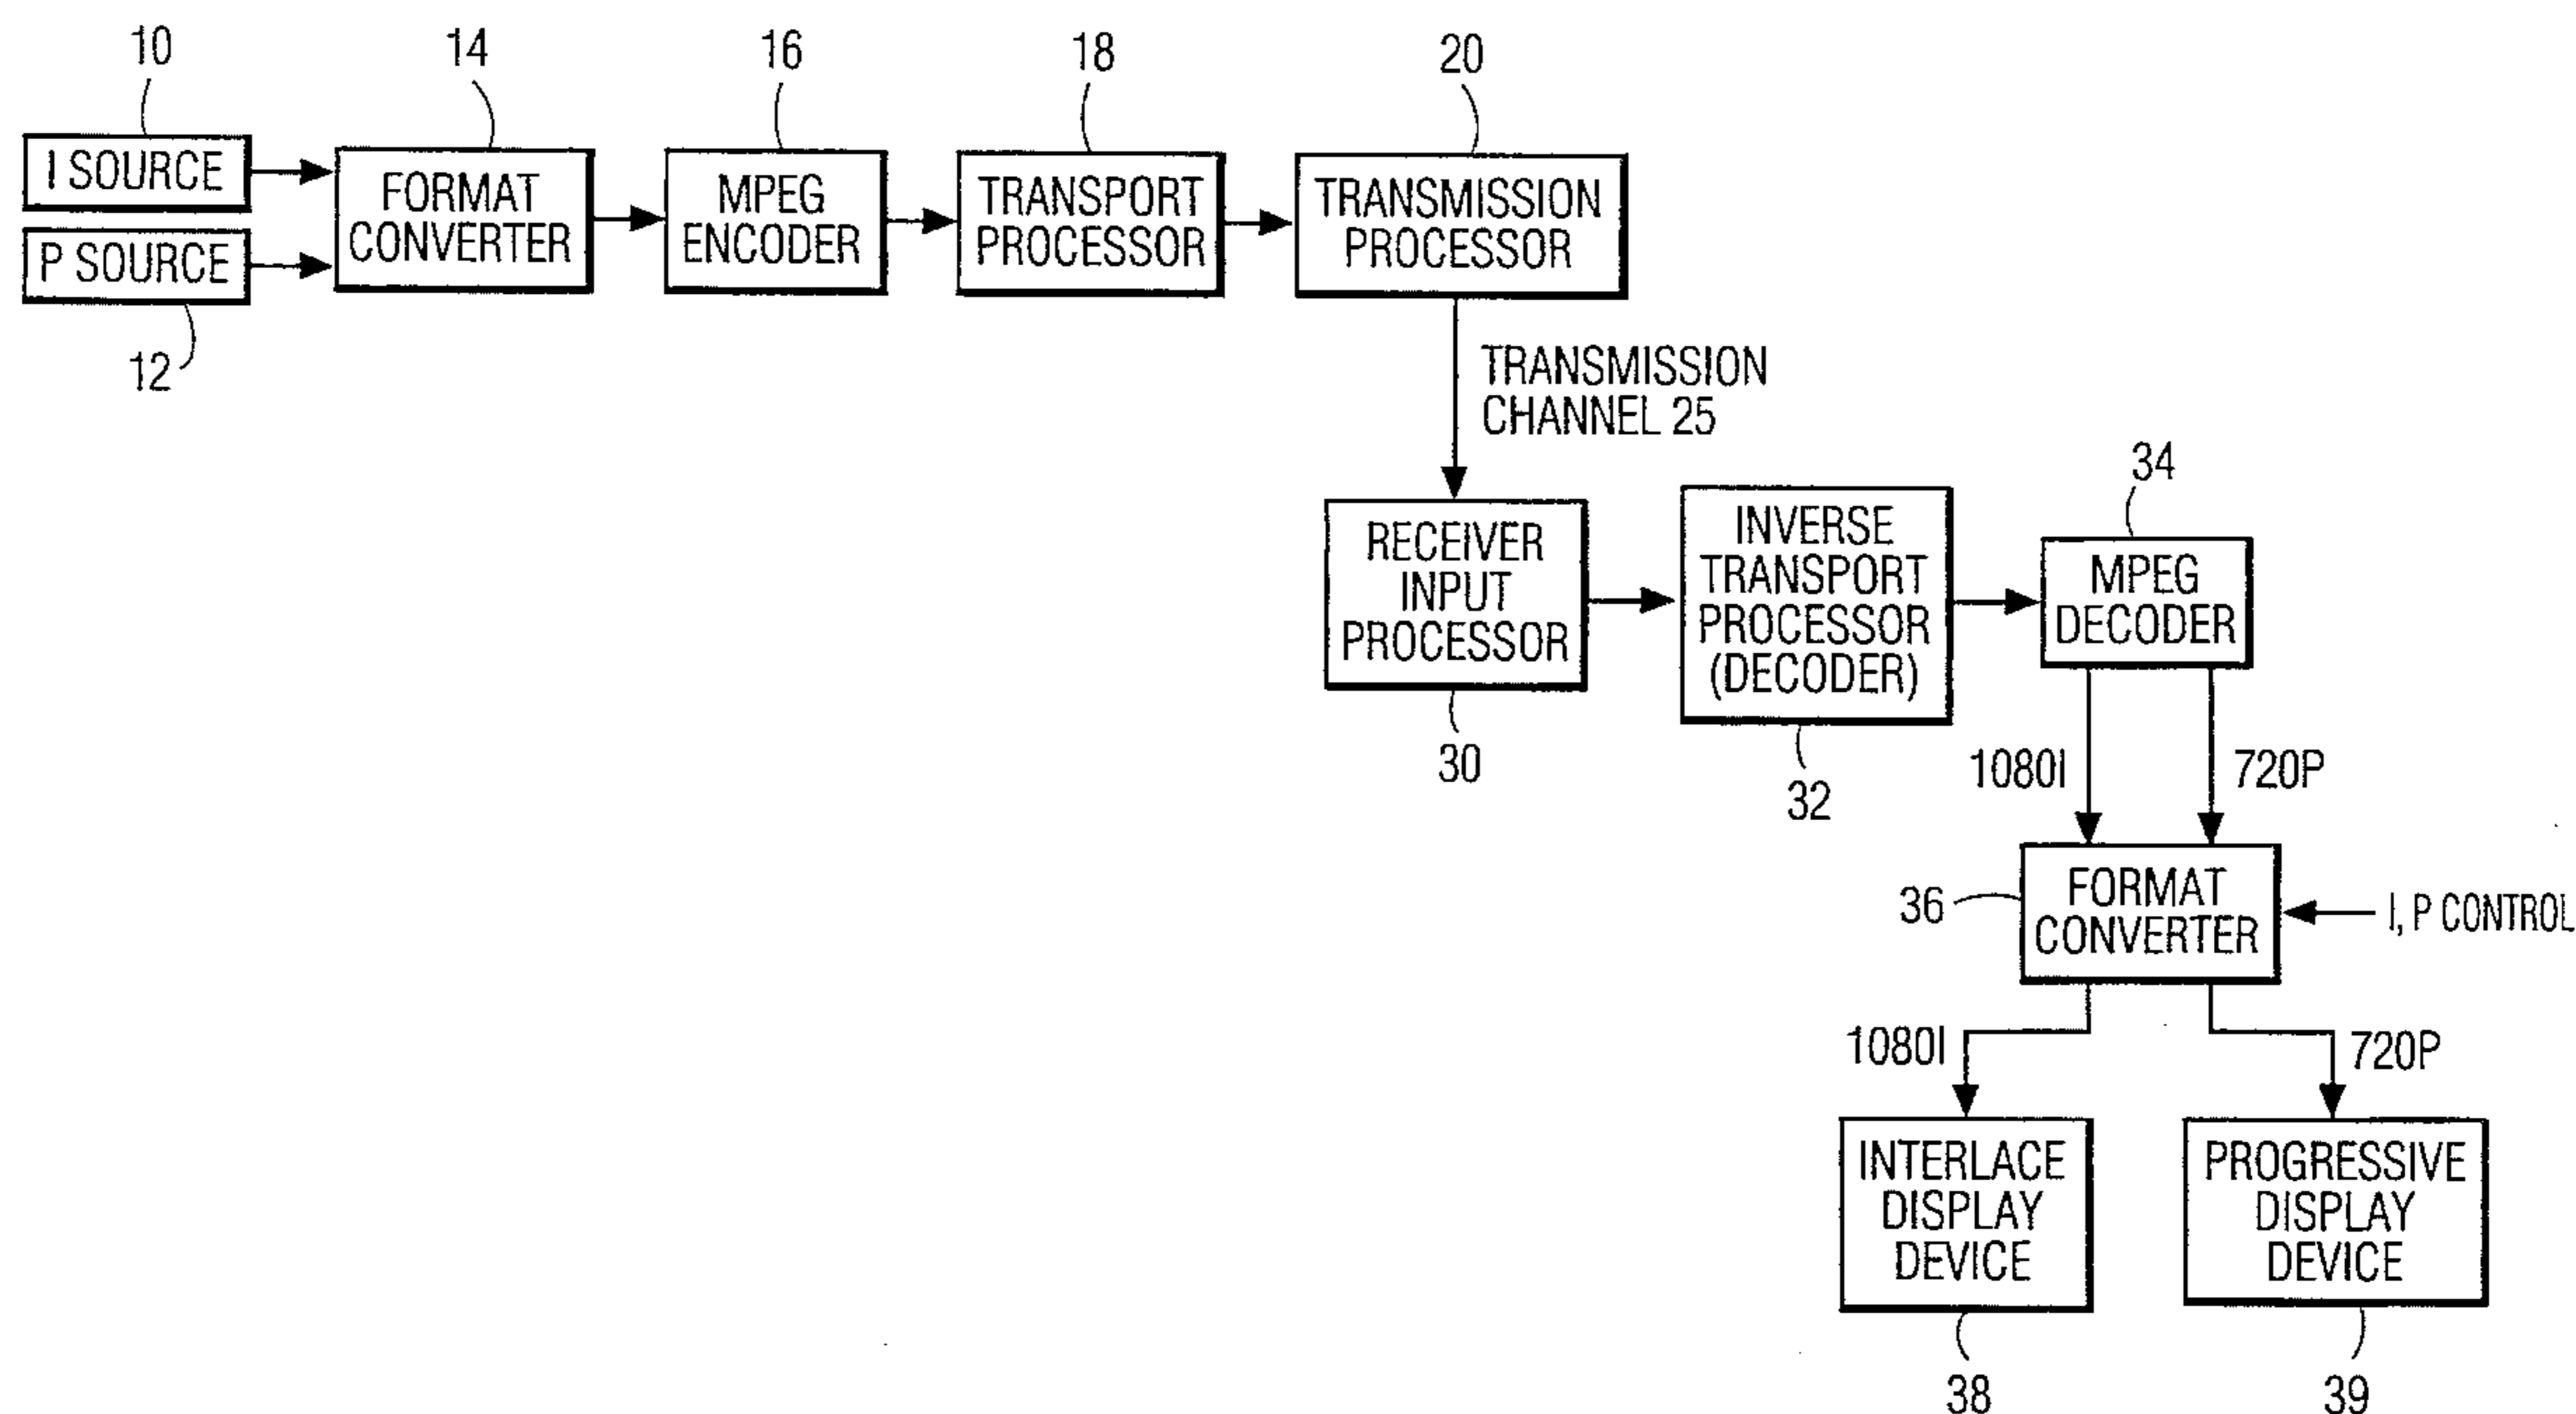 10
14
16
18
20
I SOURCE
P SOURCE
12
FORMAT
CONVERTER
MPEG
ENCODER
TRANSPORT
PROCESSOR
TRANSMISSION
PROCESSOR
TRANSMISSION
CHANNEL 25
RECEIVER
INPUT
PROCESSOR
30
INVERSE
TRANSPORT
PROCESSOR
(DECODER)
32
34
MPEG
DECODER
1080I
720P
36
FORMAT
CONVERTER
I, P CONTROL
1080I
720P
INTERLACE
DISPLAY
DEVICE
38
PROGRESSIVE
DISPLAY
DEVICE
39